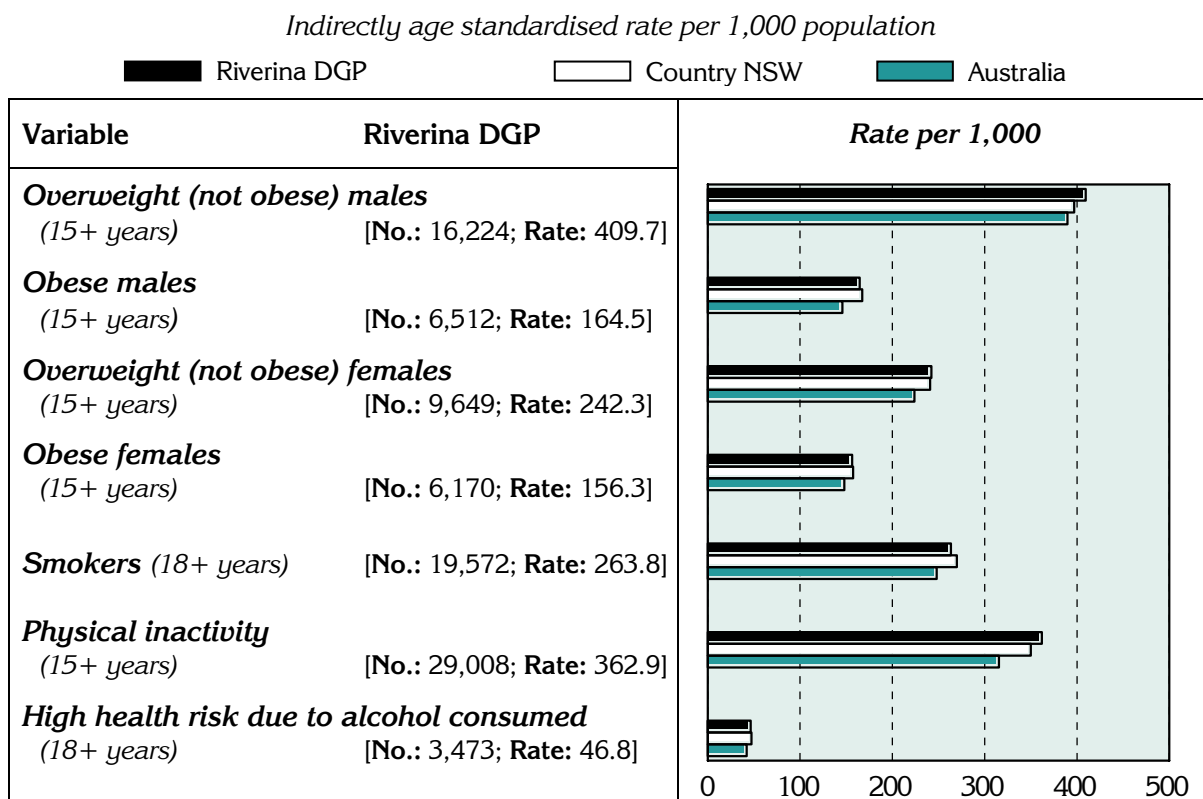 Indirectly age standardised rate per 1,000 population
Riverina DGP Country NSW Australia
Variable Riverina DGP Rate per 1,000
Overweight (not obese) males
(15+ years) [No.: 16,224; Rate: 409.7]
Obese males
(15+ years) [No.: 6,512; Rate: 164.5]
Overweight (not obese) females
(15+ years) [No.: 9,649; Rate: 242.3]
Obese females
(15+ years) [No.: 6,170; Rate: 156.3]
Smokers (18+ years) [No.: 19,572; Rate: 263.8]
Physical inactivity
(15+ years) [No.: 29,008; Rate: 362.9]
High health risk due to alcohol consumed
(18+ years) [No.: 3,473; Rate: 46.8]
0 100 200 300 400 500